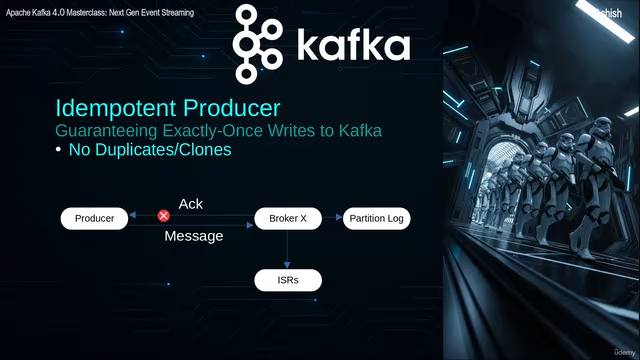 Apache Kafka 4.0 Masterclass: Next Gen Event Streaming
kafka
Idempotent Producer
Guaranteeing Exactly-Once Writes to Kafka
• No Duplicates/Clones
Ack
Producer
Broker X
Partition Log
Message
ISRs
udemy